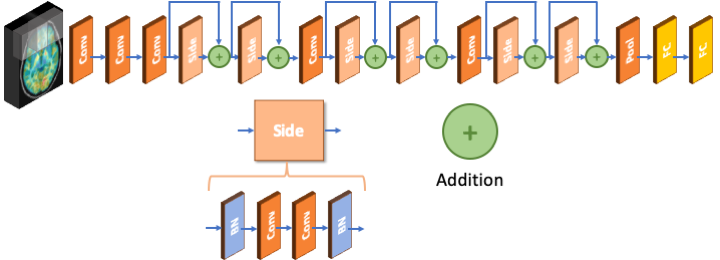 Conv
Conv
Conv
Side
+
Side
+
Conv
Side
+
Side
+
Conv
Side
+
Side
+
Pool
FC
FC
Side
+
Addition
BN
Conv
Conv
BN